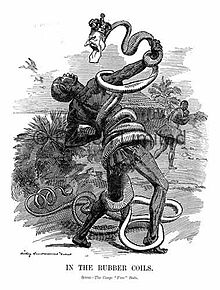 IN THE RUBBER COILS.
Scene—The Congo "Free" State.